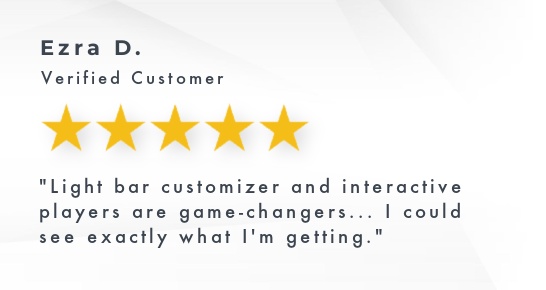 Ezra D.
Verified Customer
"Light bar customizer and interactive
players are game-changers... I could
see exactly what I'm getting."